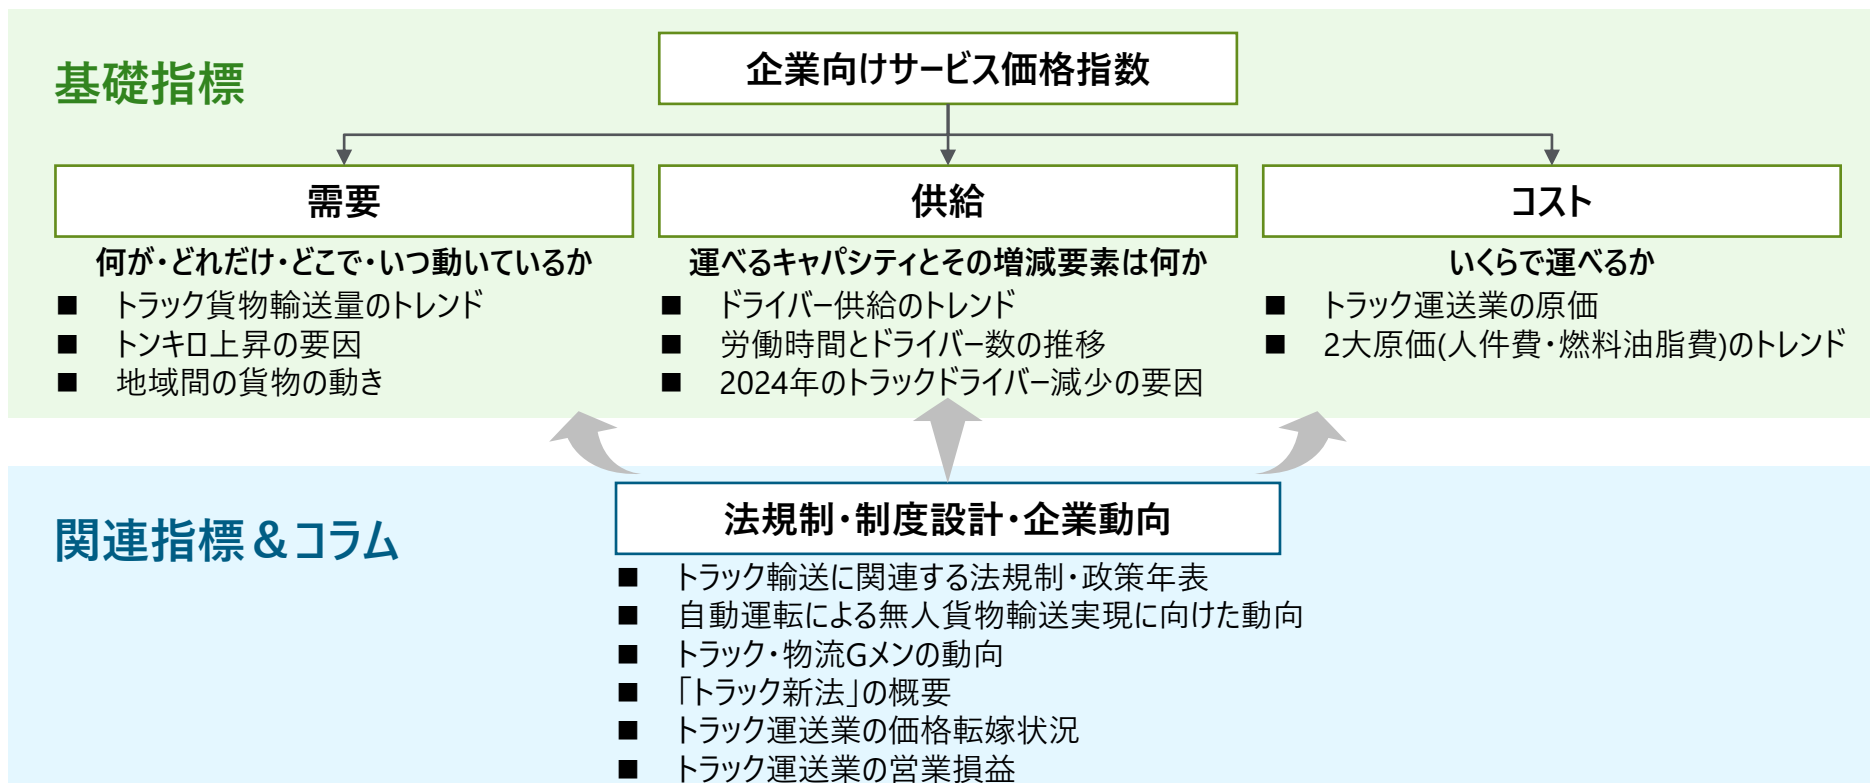 基礎指標
企業向けサービス価格指数
需要
何が・どれだけ・どこで・いつ動いているか
■ トラック貨物輸送量のトレンド
■ トンキロ上昇の要因
■ 地域間の貨物の動き
供給
運べるキャパシティとその増減要素は何か
■ ドライバー供給のトレンド
■ 労働時間とドライバー数の推移
■ 2024年のトラックドライバー減少の要因
コスト
いくらで運べるか
■ トラック運送業の原価
■ 2大原価(人件費・燃料油脂費)のトレンド
関連指標＆コラム
法規制・制度設計・企業動向
■ トラック輸送に関連する法規制・政策年表
■ 自動運転による無人貨物輸送実現に向けた動向
■ トラック・物流Gメンの動向
■ 「トラック新法」の概要
■ トラック運送業の価格転嫁状況
■ トラック運送業の営業損益